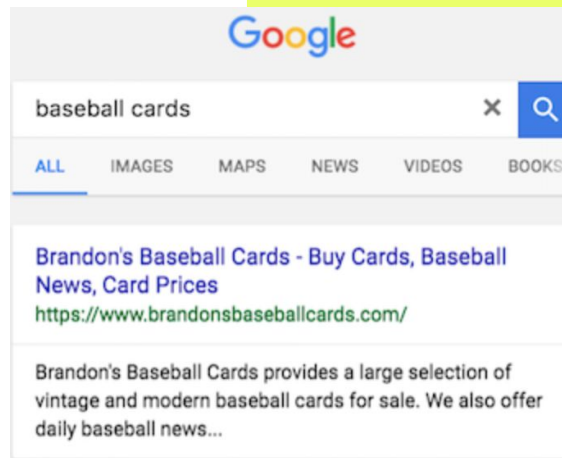 Google
baseball cards
ALL IMAGES MAPS NEWS VIDEOS BOOKS
Brandon's Baseball Cards - Buy Cards, Baseball
News, Card Prices
https://www.brandonsbaseballcards.com/
Brandon's Baseball Cards provides a large selection of
vintage and modern baseball cards for sale. We also offer
daily baseball news...